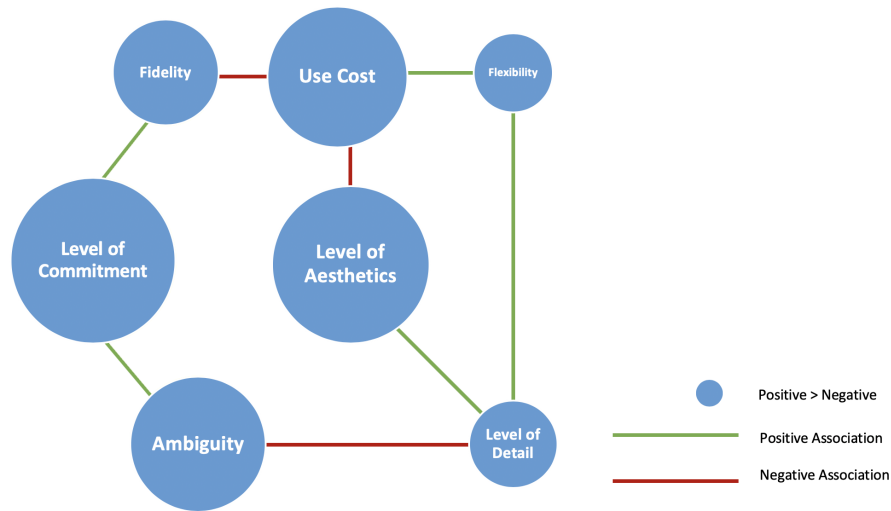 Fidelity
Use Cost
Flexibility
Level of
Commitment
Level of
Aesthetics
Ambiguity
Level of
Detail
Positive > Negative
Positive Association
Negative Association